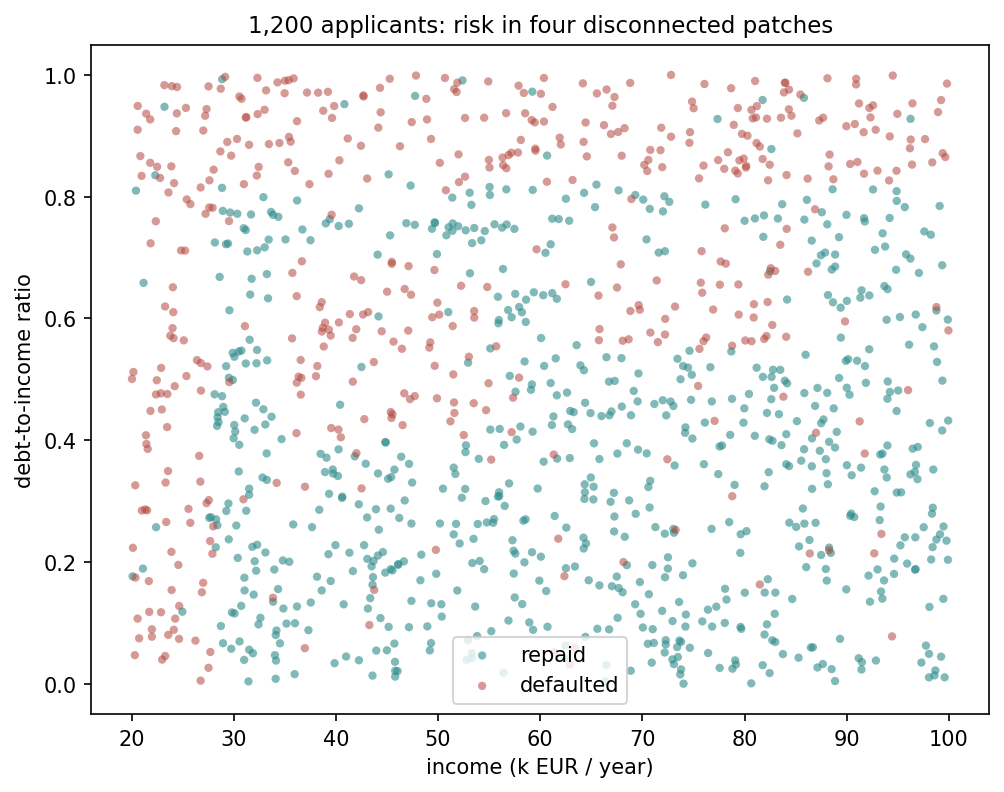 1,200 applicants: risk in four disconnected patches
1.0
0.8
0.6
0.4
0.2
0.0
debt-to-income ratio
repaid
defaulted
20 30 40 50 60 70 80 90 100
income (k EUR / year)